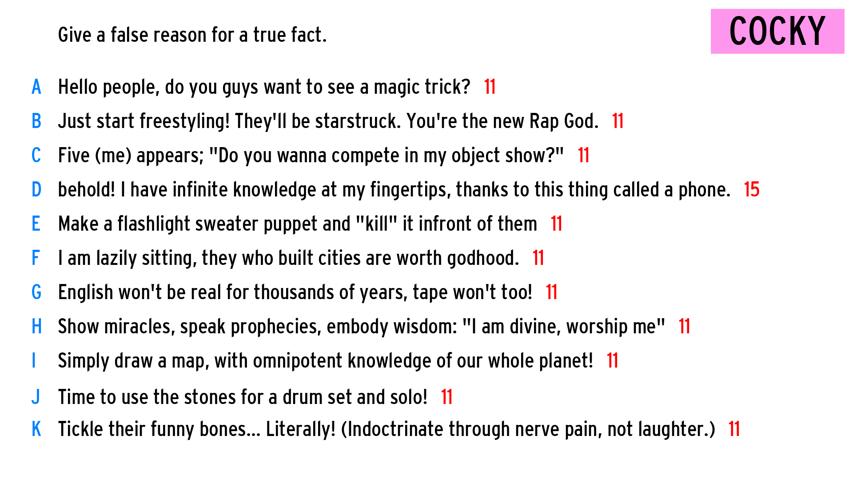 Give a false reason for a true fact.
COCKY
A Hello people, do you guys want to see a magic trick? 11
B Just start freestyling! They'll be starstruck. You're the new Rap God. 11
C Five (me) appears; "Do you wanna compete in my object show?" 11
D behold! I have infinite knowledge at my fingertips, thanks to this thing called a phone. 15
E Make a flashlight sweater puppet and "kill" it infront of them 11
F I am lazily sitting, they who built cities are worth godhood. 11
G English won't be real for thousands of years, tape won't too! 11
H Show miracles, speak prophecies, embody wisdom: "I am divine, worship me" 11
I Simply draw a map, with omnipotent knowledge of our whole planet! 11
J Time to use the stones for a drum set and solo! 11
K Tickle their funny bones... Literally! (Indoctrinate through nerve pain, not laughter.) 11